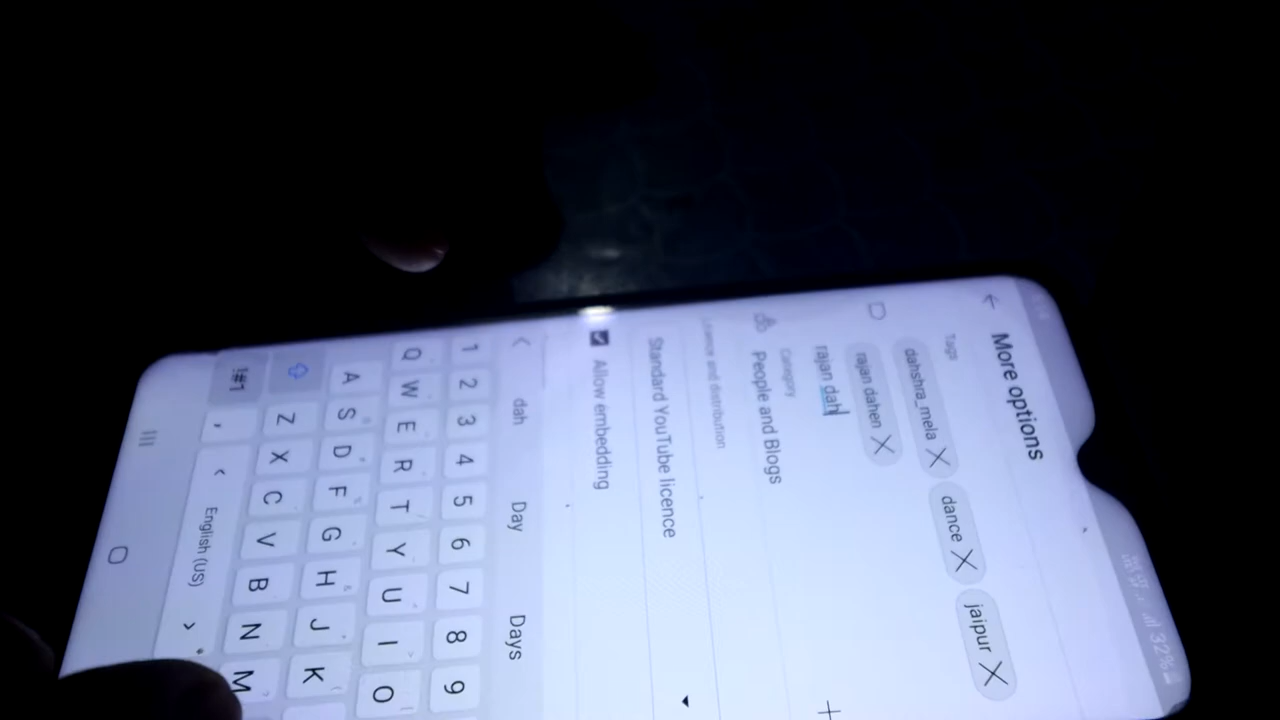 32%
More options
Tags
dahshra_mela dance jaipur
rajan dahen
rajan dah
Category
People and Blogs
Licence and distribution
Standard YouTube licence
Allow embedding
dah Day Days
1 2 3 4 5 6 7 8 9
Q W E R T Y U I O
A S D F G H J K
Z X C V B N M
!#1 , < English (US) >